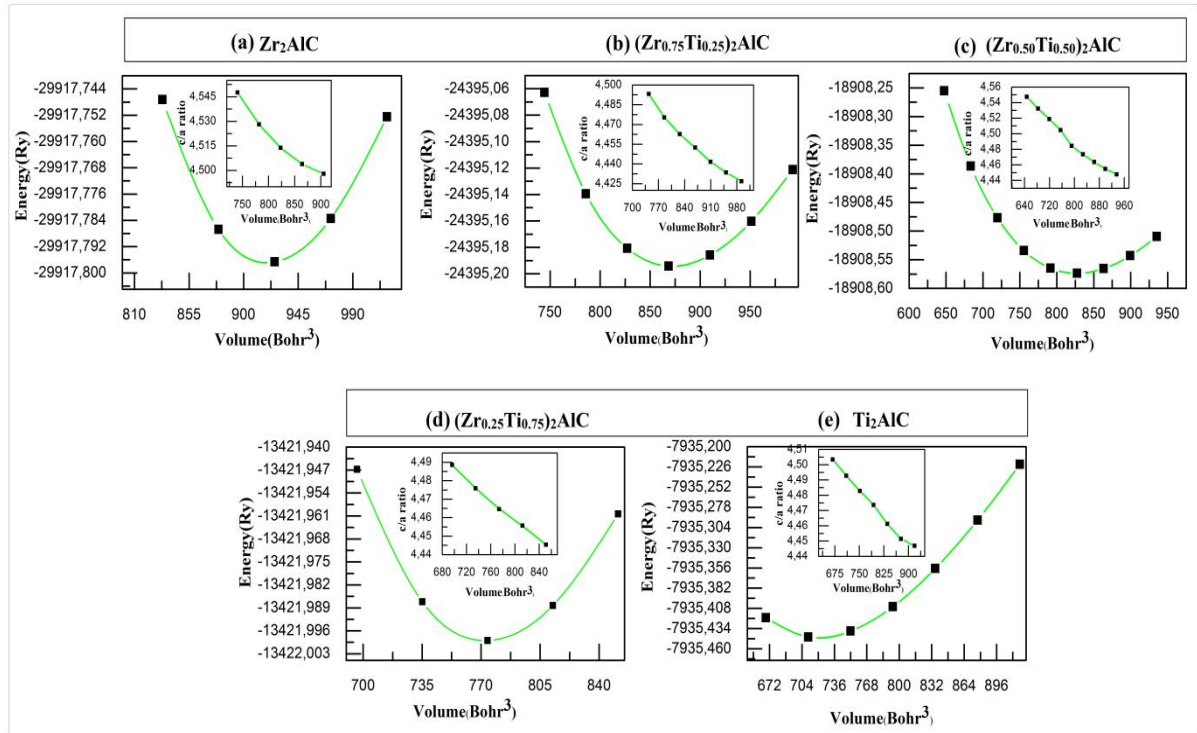 (a) Zr₂AlC
(b) (Zr₀.₇₅Ti₀.₂₅)₂AlC
(c) (Zr₀.₅₀Ti₀.₅₀)₂AlC
Energy(Ry)
-29917,744
-29917,752
-29917,760
-29917,768
-29917,776
-29917,784
-29917,792
-29917,800
810 855 900 945 990
Volume(Bohr³)
c/a ratio
4,545
4,530
4,515
4,500
750 800 850 900
Volume(Bohr³)
Energy(Ry)
-24395,06
-24395,08
-24395,10
-24395,12
-24395,14
-24395,16
-24395,18
-24395,20
750 800 850 900 950
Volume(Bohr³)
c/a ratio
4,500
4,485
4,470
4,455
4,440
4,425
700 770 840 910 980
Volume Bohr³)
Energy(Ry)
-18908,25
-18908,30
-18908,35
-18908,40
-18908,45
-18908,50
-18908,55
-18908,60
600 650 700 750 800 850 900 950
Volume(Bohr³)
c/a ratio
4,56
4,54
4,52
4,50
4,48
4,46
4,44
640 720 800 880 960
Volume(Bohr³)
(d) (Zr₀.₂₅Ti₀.₇₅)₂AlC
(e) Ti₂AlC
Energy(Ry)
-13421,940
-13421,947
-13421,954
-13421,961
-13421,968
-13421,975
-13421,982
-13421,989
-13421,996
-13422,003
700 735 770 805 840
Volume(Bohr³)
c/a ratio
4,49
4,48
4,47
4,46
4,45
4,44
680 720 760 800 840
Volume Bohr³)
Energy(Ry)
-7935,200
-7935,226
-7935,252
-7935,278
-7935,304
-7935,330
-7935,356
-7935,382
-7935,408
-7935,434
-7935,460
672 704 736 768 800 832 864 896
Volume(Bohr³)
c/a ratio
4,51
4,50
4,49
4,48
4,47
4,46
4,45
4,44
675 750 825 900
Volume(Bohr³)